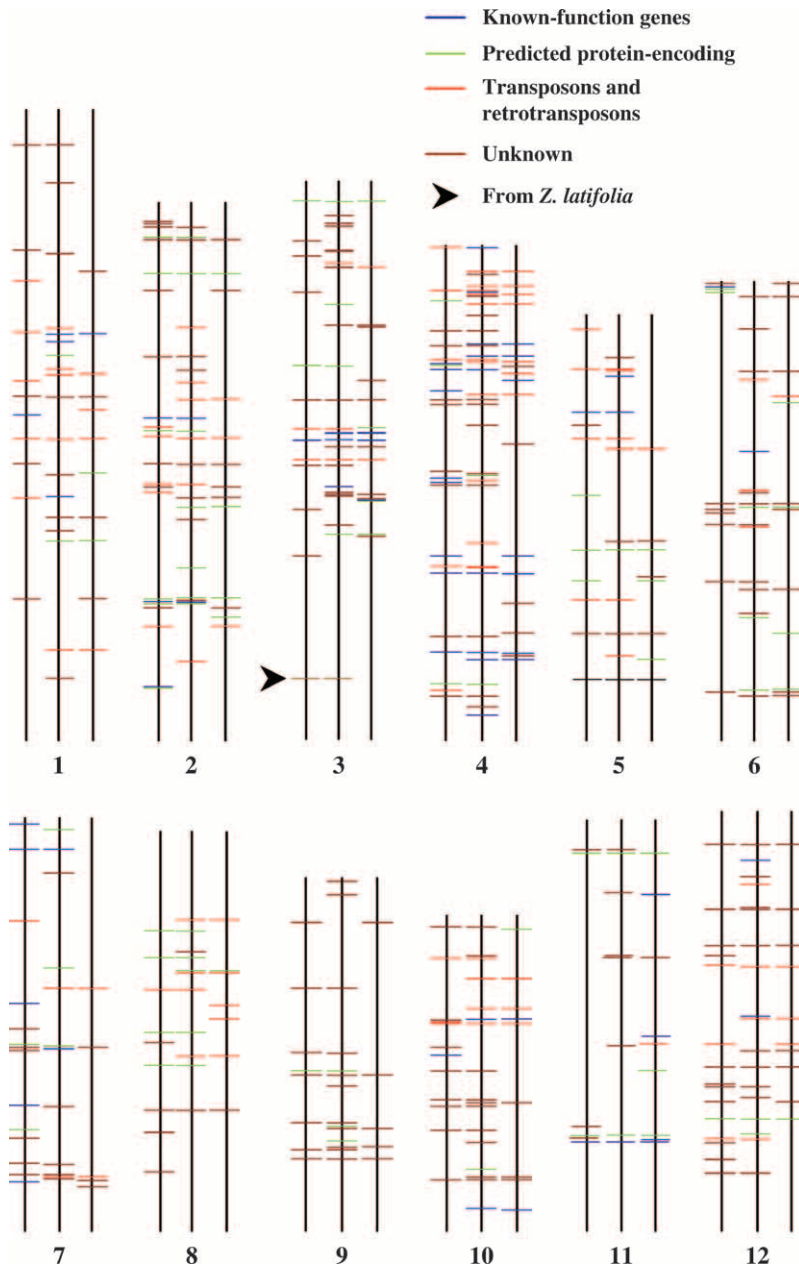 Known-function genes
Predicted protein-encoding
Transposons and
retrotransposons
Unknown
From Z. latifolia
1
2
3
4
5
6
7
8
9
10
11
12